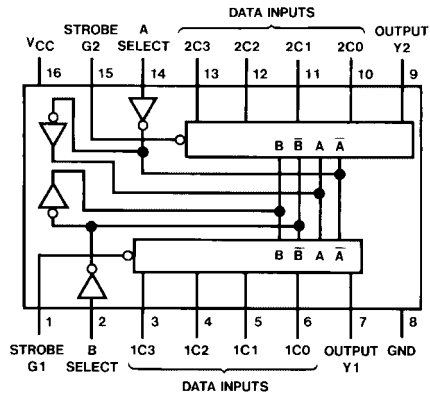 DATA INPUTS
STROBE A OUTPUT
VCC G2 SELECT 2C3 2C2 2C1 2C0 Y2
16 15 14 13 12 11 10 9
B B̅ A A̅
B B̅ A A̅
1 2 3 4 5 6 7 8
STROBE B 1C3 1C2 1C1 1C0 OUTPUT GND
G1 SELECT Y1
DATA INPUTS